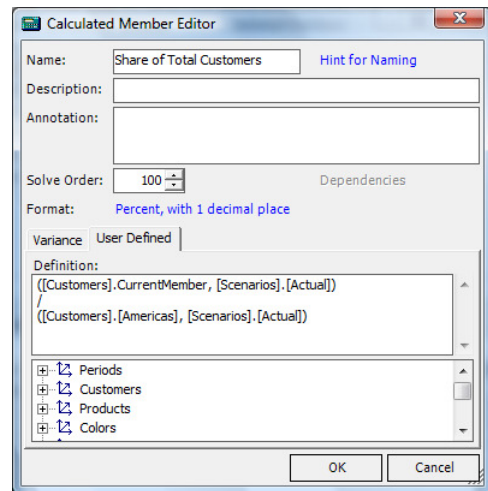 Calculated Member Editor
Name: Share of Total Customers Hint for Naming
Description:
Annotation:
Solve Order: 100 Dependencies
Format: Percent, with 1 decimal place
Variance User Defined
Definition:
([Customers].CurrentMember, [Scenarios].[Actual])
/
([Customers].[Americas], [Scenarios].[Actual])
Periods
Customers
Products
Colors
OK Cancel